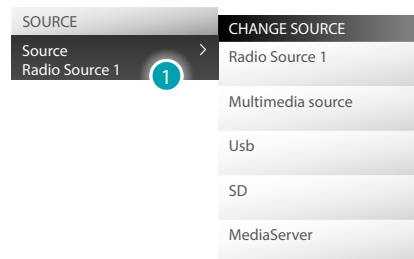 SOURCE
Source
Radio Source 1
1
CHANGE SOURCE
Radio Source 1
Multimedia source
Usb
SD
MediaServer